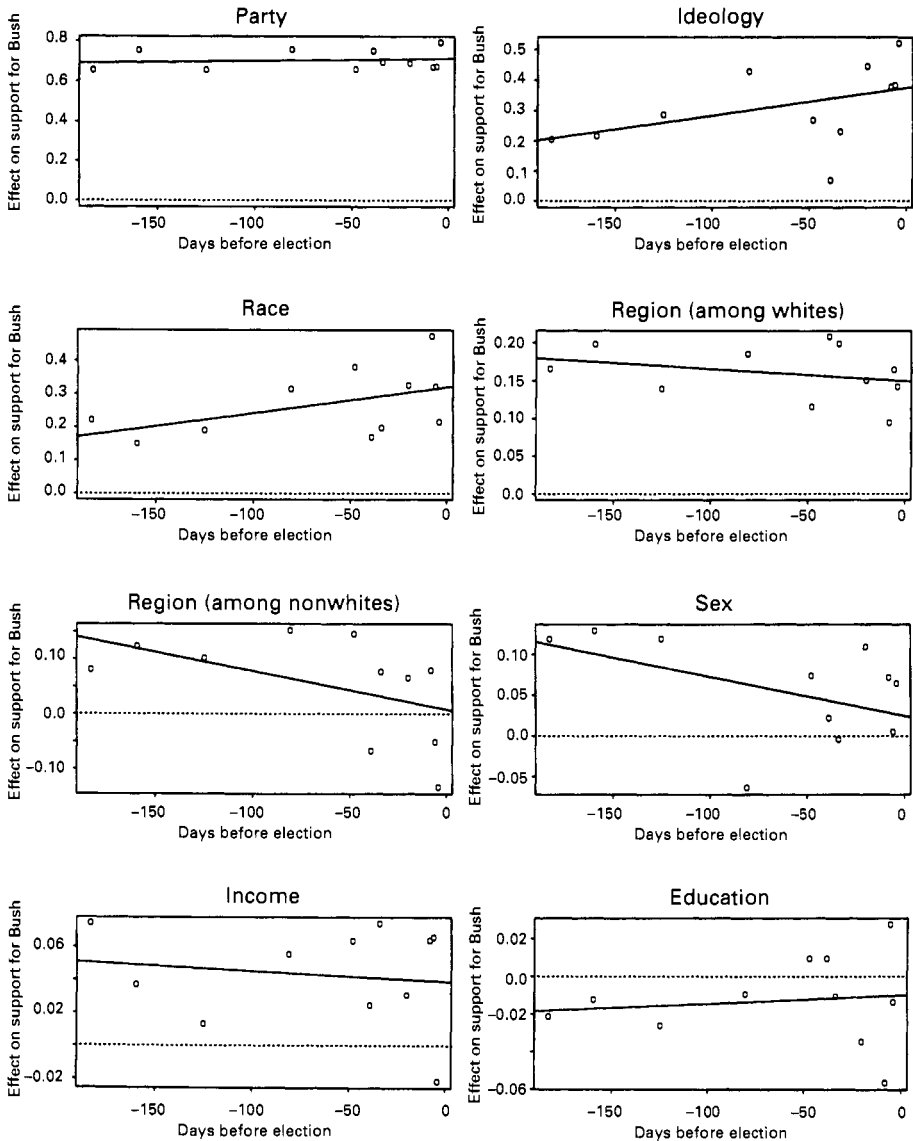 Party
Effect on support for Bush
0.8
0.6
0.4
0.2
0.0
−150 −100 −50 0
Days before election
Ideology
Effect on support for Bush
0.5
0.4
0.3
0.2
0.1
0.0
−150 −100 −50 0
Days before election
Race
Effect on support for Bush
0.4
0.3
0.2
0.1
0.0
−150 −100 −50 0
Days before election
Region (among whites)
Effect on support for Bush
0.20
0.15
0.10
0.05
0.0
−150 −100 −50 0
Days before election
Region (among nonwhites)
Effect on support for Bush
0.10
0.0
−0.10
−150 −100 −50 0
Days before election
Sex
Effect on support for Bush
0.10
0.05
0.0
−0.05
−150 −100 −50 0
Days before election
Income
Effect on support for Bush
0.06
0.02
−0.02
−150 −100 −50 0
Days before election
Education
Effect on support for Bush
0.02
0.0
−0.02
−0.06
−150 −100 −50 0
Days before election